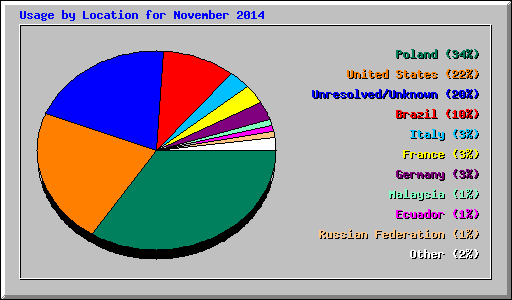 Usage by Location for November 2014
Poland (34%)
United States (22%)
Unresolved/Unknown (20%)
Brazil (10%)
Italy (3%)
France (3%)
Germany (3%)
Malaysia (1%)
Ecuador (1%)
Russian Federation (1%)
Other (2%)